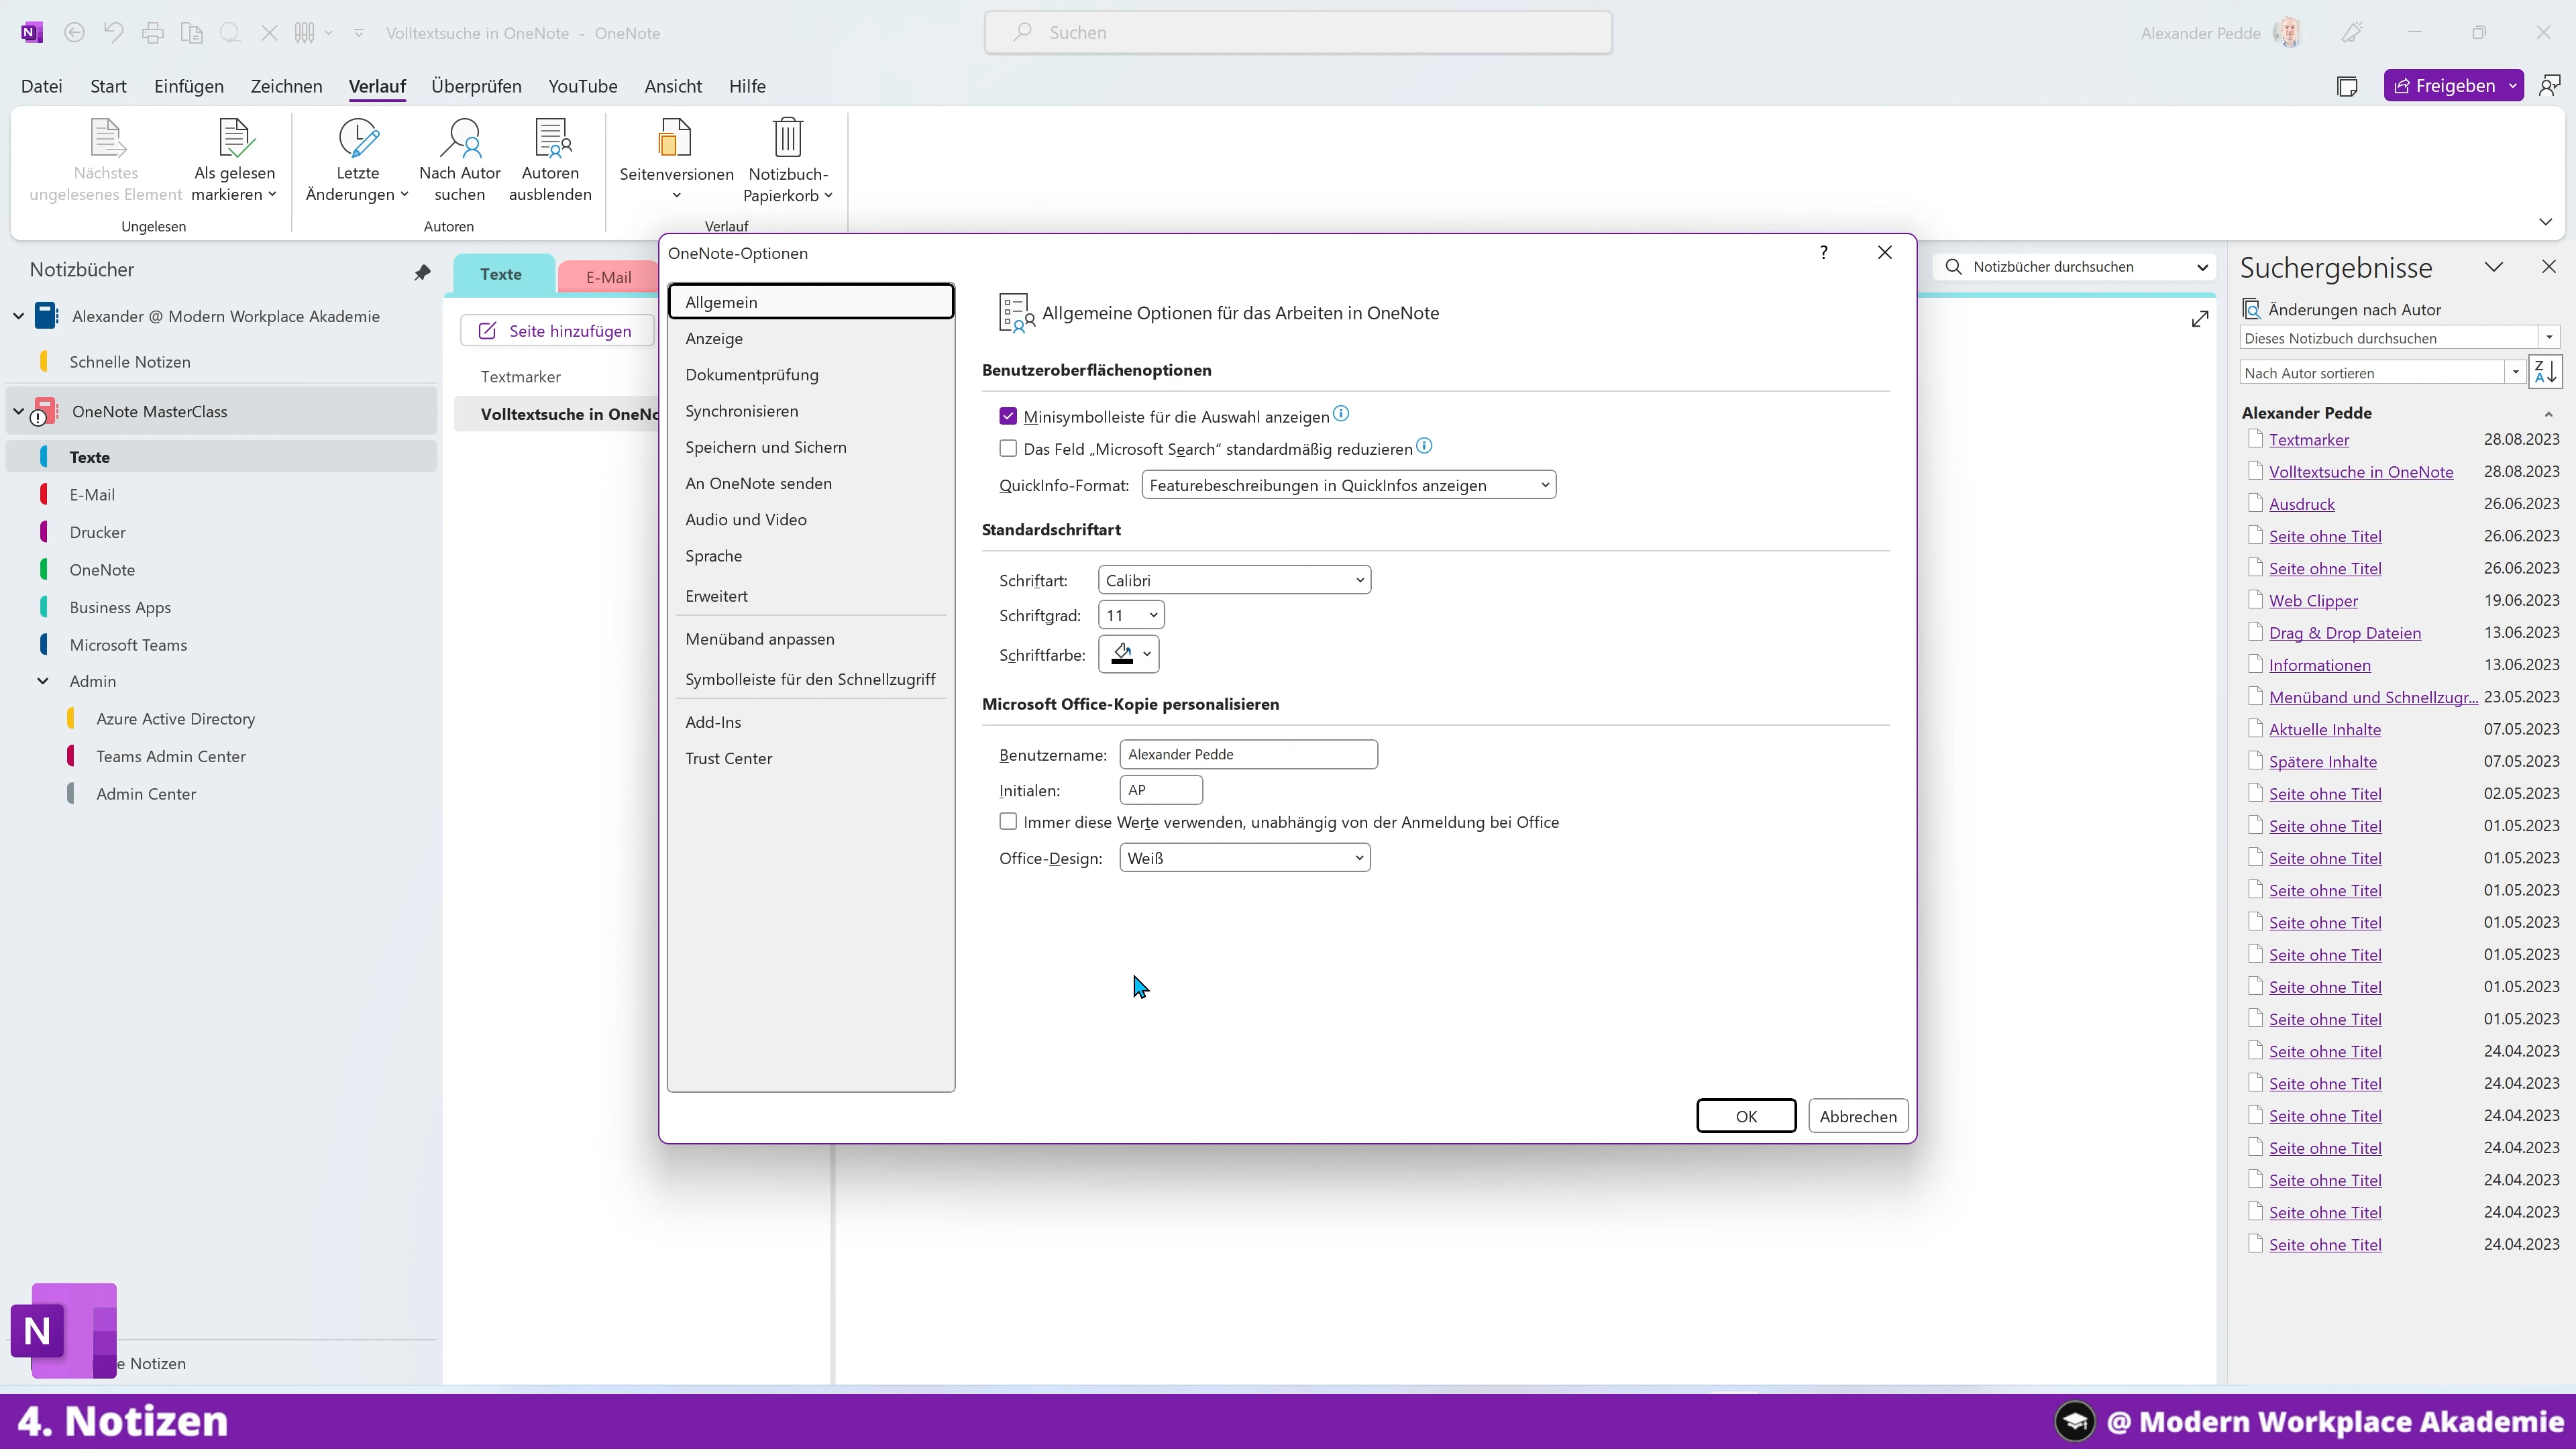 Volltextsuche in OneNote - OneNote
Suchen
Alexander Pedde
Datei Start Einfügen Zeichnen Verlauf Überprüfen YouTube Ansicht Hilfe
Freigeben
Nächstes
ungelesenes Element
Als gelesen
markieren
Letzte
Änderungen
Nach Autor
suchen
Autoren
ausblenden
Seitenversionen
Notizbuch-
Papierkorb
Ungelesen
Autoren
Verlauf
Notizbücher
Alexander @ Modern Workplace Akademie
Schnelle Notizen
OneNote MasterClass
Texte
E-Mail
Drucker
OneNote
Business Apps
Microsoft Teams
Admin
Azure Active Directory
Teams Admin Center
Admin Center
e Notizen
Texte
E-Mail
Seite hinzufügen
Textmarker
Volltextsuche in OneNo
OneNote-Optionen
?
Allgemein
Anzeige
Dokumentprüfung
Synchronisieren
Speichern und Sichern
An OneNote senden
Audio und Video
Sprache
Erweitert
Menüband anpassen
Symbolleiste für den Schnellzugriff
Add-Ins
Trust Center
Allgemeine Optionen für das Arbeiten in OneNote
Benutzeroberflächenoptionen
Minisymbolleiste für die Auswahl anzeigen
Das Feld „Microsoft Search“ standardmäßig reduzieren
QuickInfo-Format: Featurebeschreibungen in QuickInfos anzeigen
Standardschriftart
Schriftart: Calibri
Schriftgrad: 11
Schriftfarbe:
Microsoft Office-Kopie personalisieren
Benutzername: Alexander Pedde
Initialen: AP
Immer diese Werte verwenden, unabhängig von der Anmeldung bei Office
Office-Design: Weiß
OK
Abbrechen
Notizbücher durchsuchen
Suchergebnisse
Änderungen nach Autor
Dieses Notizbuch durchsuchen
Nach Autor sortieren
Z
A
Alexander Pedde
Textmarker 28.08.2023
Volltextsuche in OneNote 28.08.2023
Ausdruck 26.06.2023
Seite ohne Titel 26.06.2023
Seite ohne Titel 26.06.2023
Web Clipper 19.06.2023
Drag & Drop Dateien 13.06.2023
Informationen 13.06.2023
Menüband und Schnellzugr... 23.05.2023
Aktuelle Inhalte 07.05.2023
Spätere Inhalte 07.05.2023
Seite ohne Titel 02.05.2023
Seite ohne Titel 01.05.2023
Seite ohne Titel 01.05.2023
Seite ohne Titel 01.05.2023
Seite ohne Titel 01.05.2023
Seite ohne Titel 01.05.2023
Seite ohne Titel 01.05.2023
Seite ohne Titel 01.05.2023
Seite ohne Titel 24.04.2023
Seite ohne Titel 24.04.2023
Seite ohne Titel 24.04.2023
Seite ohne Titel 24.04.2023
Seite ohne Titel 24.04.2023
Seite ohne Titel 24.04.2023
Seite ohne Titel 24.04.2023
N
4. Notizen
@ Modern Workplace Akademie